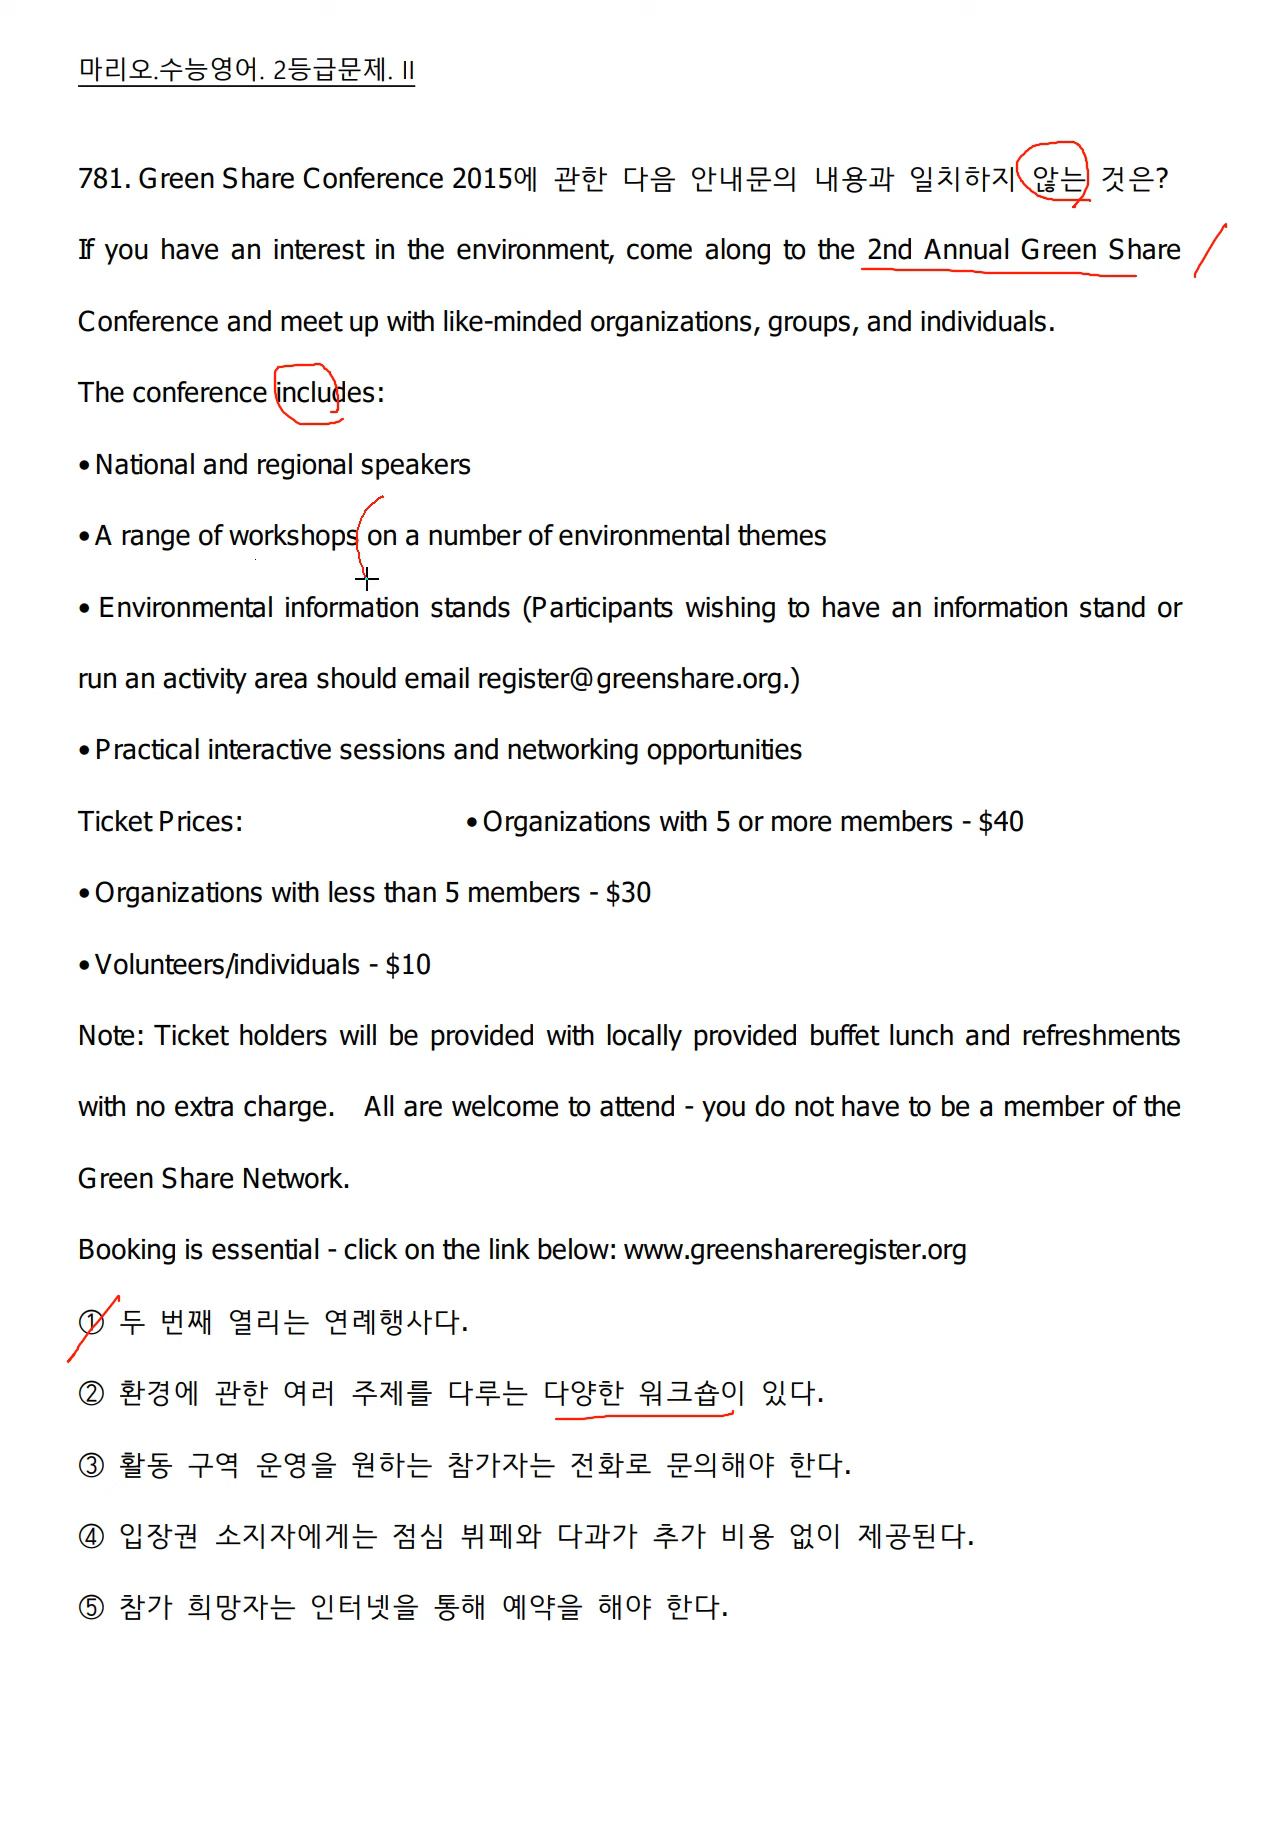 마리오.수능영어. 2등급문제. II
781. Green Share Conference 2015에 관한 다음 안내문의 내용과 일치하지 않는 것은?
If you have an interest in the environment, come along to the 2nd Annual Green Share
Conference and meet up with like-minded organizations, groups, and individuals.
The conference includes:
• National and regional speakers
• A range of workshops on a number of environmental themes
• Environmental information stands (Participants wishing to have an information stand or
run an activity area should email register@greenshare.org.)
• Practical interactive sessions and networking opportunities
Ticket Prices: • Organizations with 5 or more members - $40
• Organizations with less than 5 members - $30
• Volunteers/individuals - $10
Note: Ticket holders will be provided with locally provided buffet lunch and refreshments
with no extra charge. All are welcome to attend - you do not have to be a member of the
Green Share Network.
Booking is essential - click on the link below: www.greenshareregister.org
① 두 번째 열리는 연례행사다.
② 환경에 관한 여러 주제를 다루는 다양한 워크숍이 있다.
③ 활동 구역 운영을 원하는 참가자는 전화로 문의해야 한다.
④ 입장권 소지자에게는 점심 뷔페와 다과가 추가 비용 없이 제공된다.
⑤ 참가 희망자는 인터넷을 통해 예약을 해야 한다.